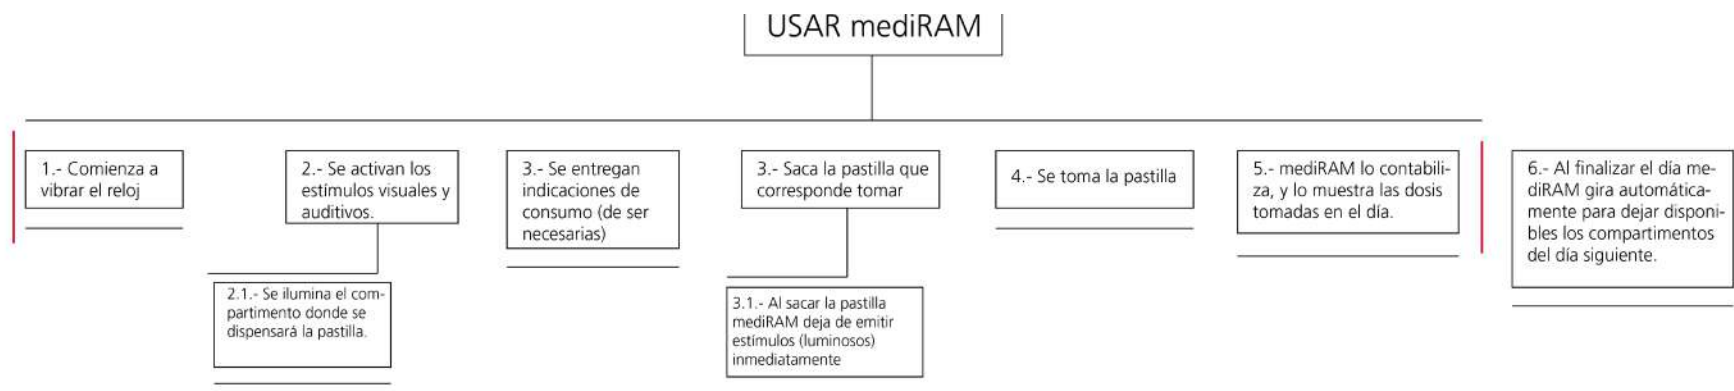 USAR mediRAM
1.- Comienza a
vibrar el reloj
2.- Se activan los
estímulos visuales y
auditivos.
2.1.- Se ilumina el com-
partimento donde se
dispensará la pastilla.
3.- Se entregan
indicaciones de
consumo (de ser
necesarias)
3.- Saca la pastilla que
corresponde tomar
3.1.- Al sacar la pastilla
mediRAM deja de emitir
estímulos (luminosos)
inmediatamente
4.- Se toma la pastilla
5.- mediRAM lo contabili-
za, y lo muestra las dosis
tomadas en el día.
6.- Al finalizar el día me-
diRAM gira automática-
mente para dejar disponi-
bles los compartimentos
del día siguiente.